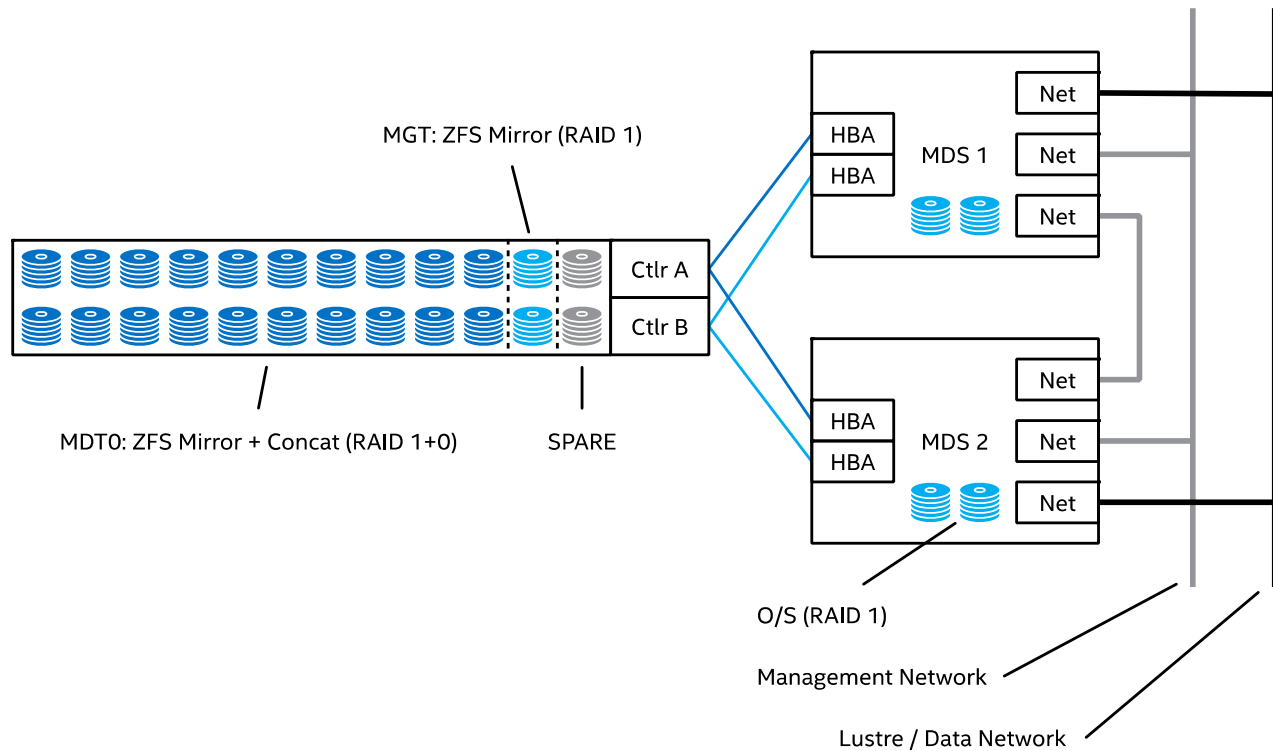 MGT: ZFS Mirror (RAID 1)
Ctlr A
Ctlr B
MDT0: ZFS Mirror + Concat (RAID 1+0)
SPARE
HBA
HBA
MDS 1
Net
Net
Net
HBA
HBA
MDS 2
Net
Net
Net
O/S (RAID 1)
Management Network
Lustre / Data Network